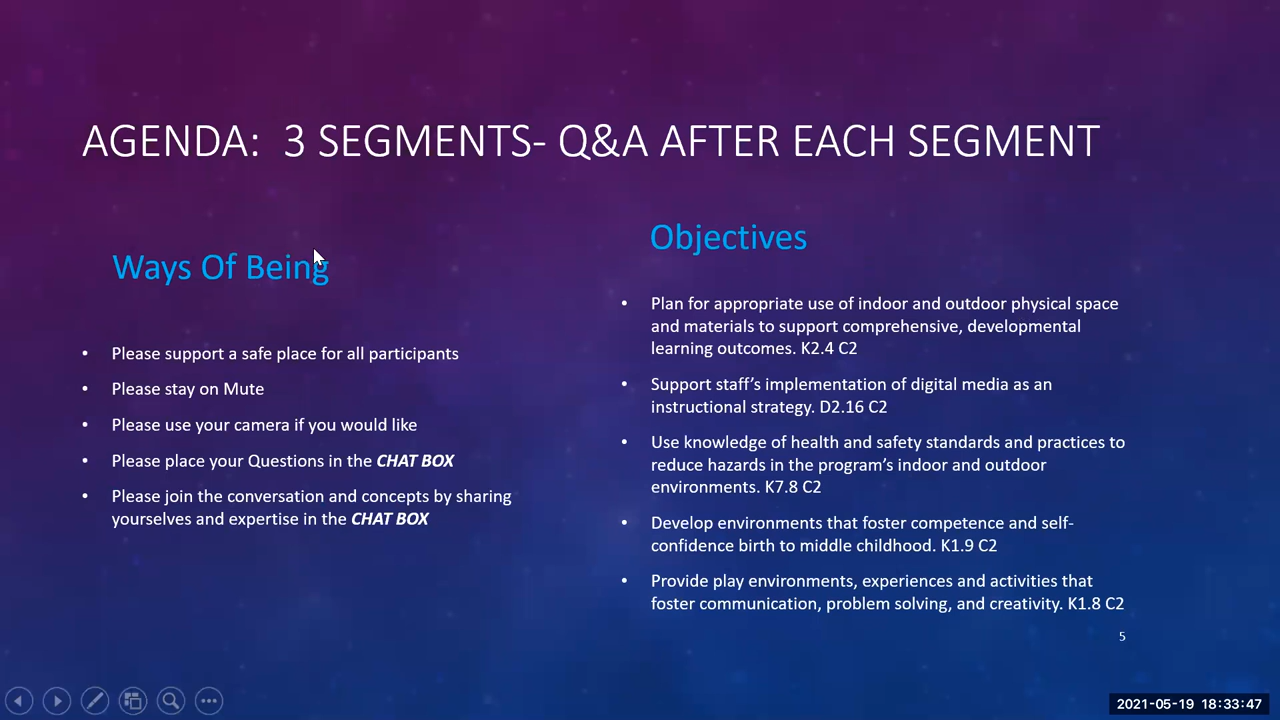 AGENDA:  3 SEGMENTS- Q&A AFTER EACH SEGMENT
Ways Of Being
• Please support a safe place for all participants
• Please stay on Mute
• Please use your camera if you would like
• Please place your Questions in the CHAT BOX
• Please join the conversation and concepts by sharing
yourselves and expertise in the CHAT BOX
Objectives
• Plan for appropriate use of indoor and outdoor physical space
and materials to support comprehensive, developmental
learning outcomes. K2.4 C2
• Support staff’s implementation of digital media as an
instructional strategy. D2.16 C2
• Use knowledge of health and safety standards and practices to
reduce hazards in the program’s indoor and outdoor
environments. K7.8 C2
• Develop environments that foster competence and self-
confidence birth to middle childhood. K1.9 C2
• Provide play environments, experiences and activities that
foster communication, problem solving, and creativity. K1.8 C2
5
2021-05-19 18:33:47